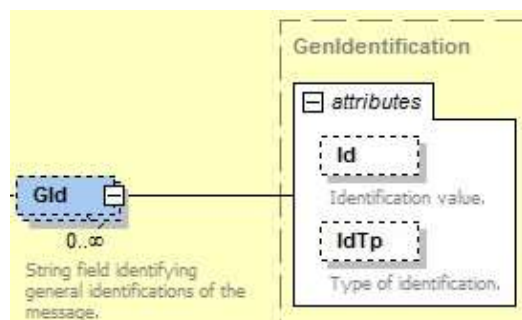 GenIdentification
attributes
Id
Identification value.
GId
IdTp
0..∞
Type of identification.
String field identifying
general identifications of the
message.